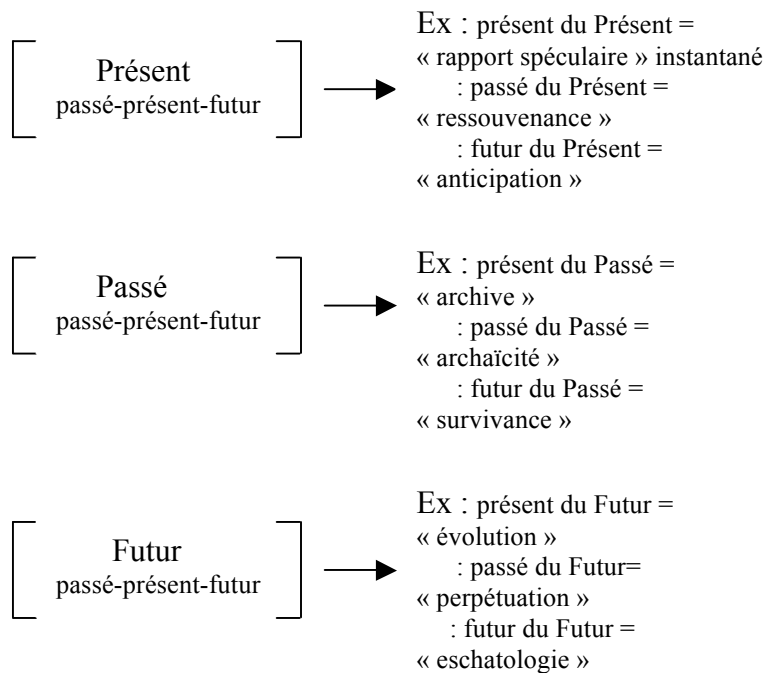 Présent
passé-présent-futur
Ex : présent du Présent =
« rapport spéculaire » instantané
: passé du Présent =
« ressouvenance »
: futur du Présent =
« anticipation »
Passé
passé-présent-futur
Ex : présent du Passé =
« archive »
: passé du Passé =
« archaïcité »
: futur du Passé =
« survivance »
Futur
passé-présent-futur
Ex : présent du Futur =
« évolution »
: passé du Futur=
« perpétuation »
: futur du Futur =
« eschatologie »